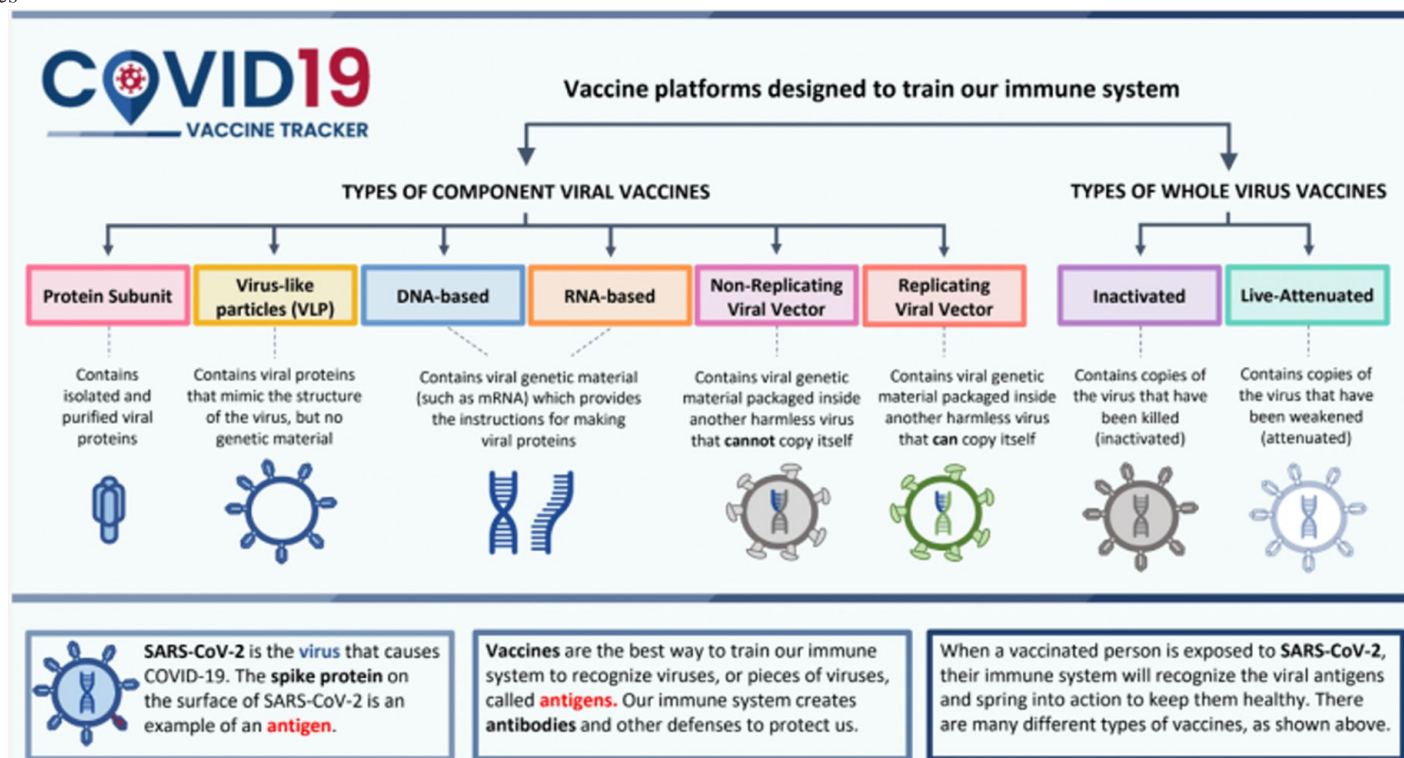 COVID19
VACCINE TRACKER
Vaccine platforms designed to train our immune system
TYPES OF COMPONENT VIRAL VACCINES
TYPES OF WHOLE VIRUS VACCINES
Protein Subunit
Virus-like
particles (VLP)
DNA-based
RNA-based
Non-Replicating
Viral Vector
Replicating
Viral Vector
Inactivated
Live-Attenuated
Contains
isolated and
purified viral
proteins
Contains viral proteins
that mimic the structure
of the virus, but no
genetic material
Contains viral genetic material
(such as mRNA) which provides
the instructions for making
viral proteins
Contains viral genetic
material packaged inside
another harmless virus
that cannot copy itself
Contains viral genetic
material packaged inside
another harmless virus
that can copy itself
Contains copies of
the virus that have
been killed
(inactivated)
Contains copies of
the virus that have
been weakened
(attenuated)
SARS-CoV-2 is the virus that causes
COVID-19. The spike protein on
the surface of SARS-CoV-2 is an
example of an antigen.
Vaccines are the best way to train our immune
system to recognize viruses, or pieces of viruses,
called antigens. Our immune system creates
antibodies and other defenses to protect us.
When a vaccinated person is exposed to SARS-CoV-2,
their immune system will recognize the viral antigens
and spring into action to keep them healthy. There
are many different types of vaccines, as shown above.